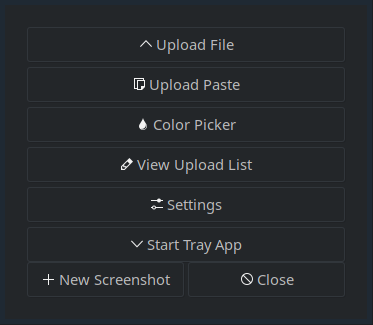 Upload File
Upload Paste
Color Picker
View Upload List
Settings
Start Tray App
New Screenshot Close